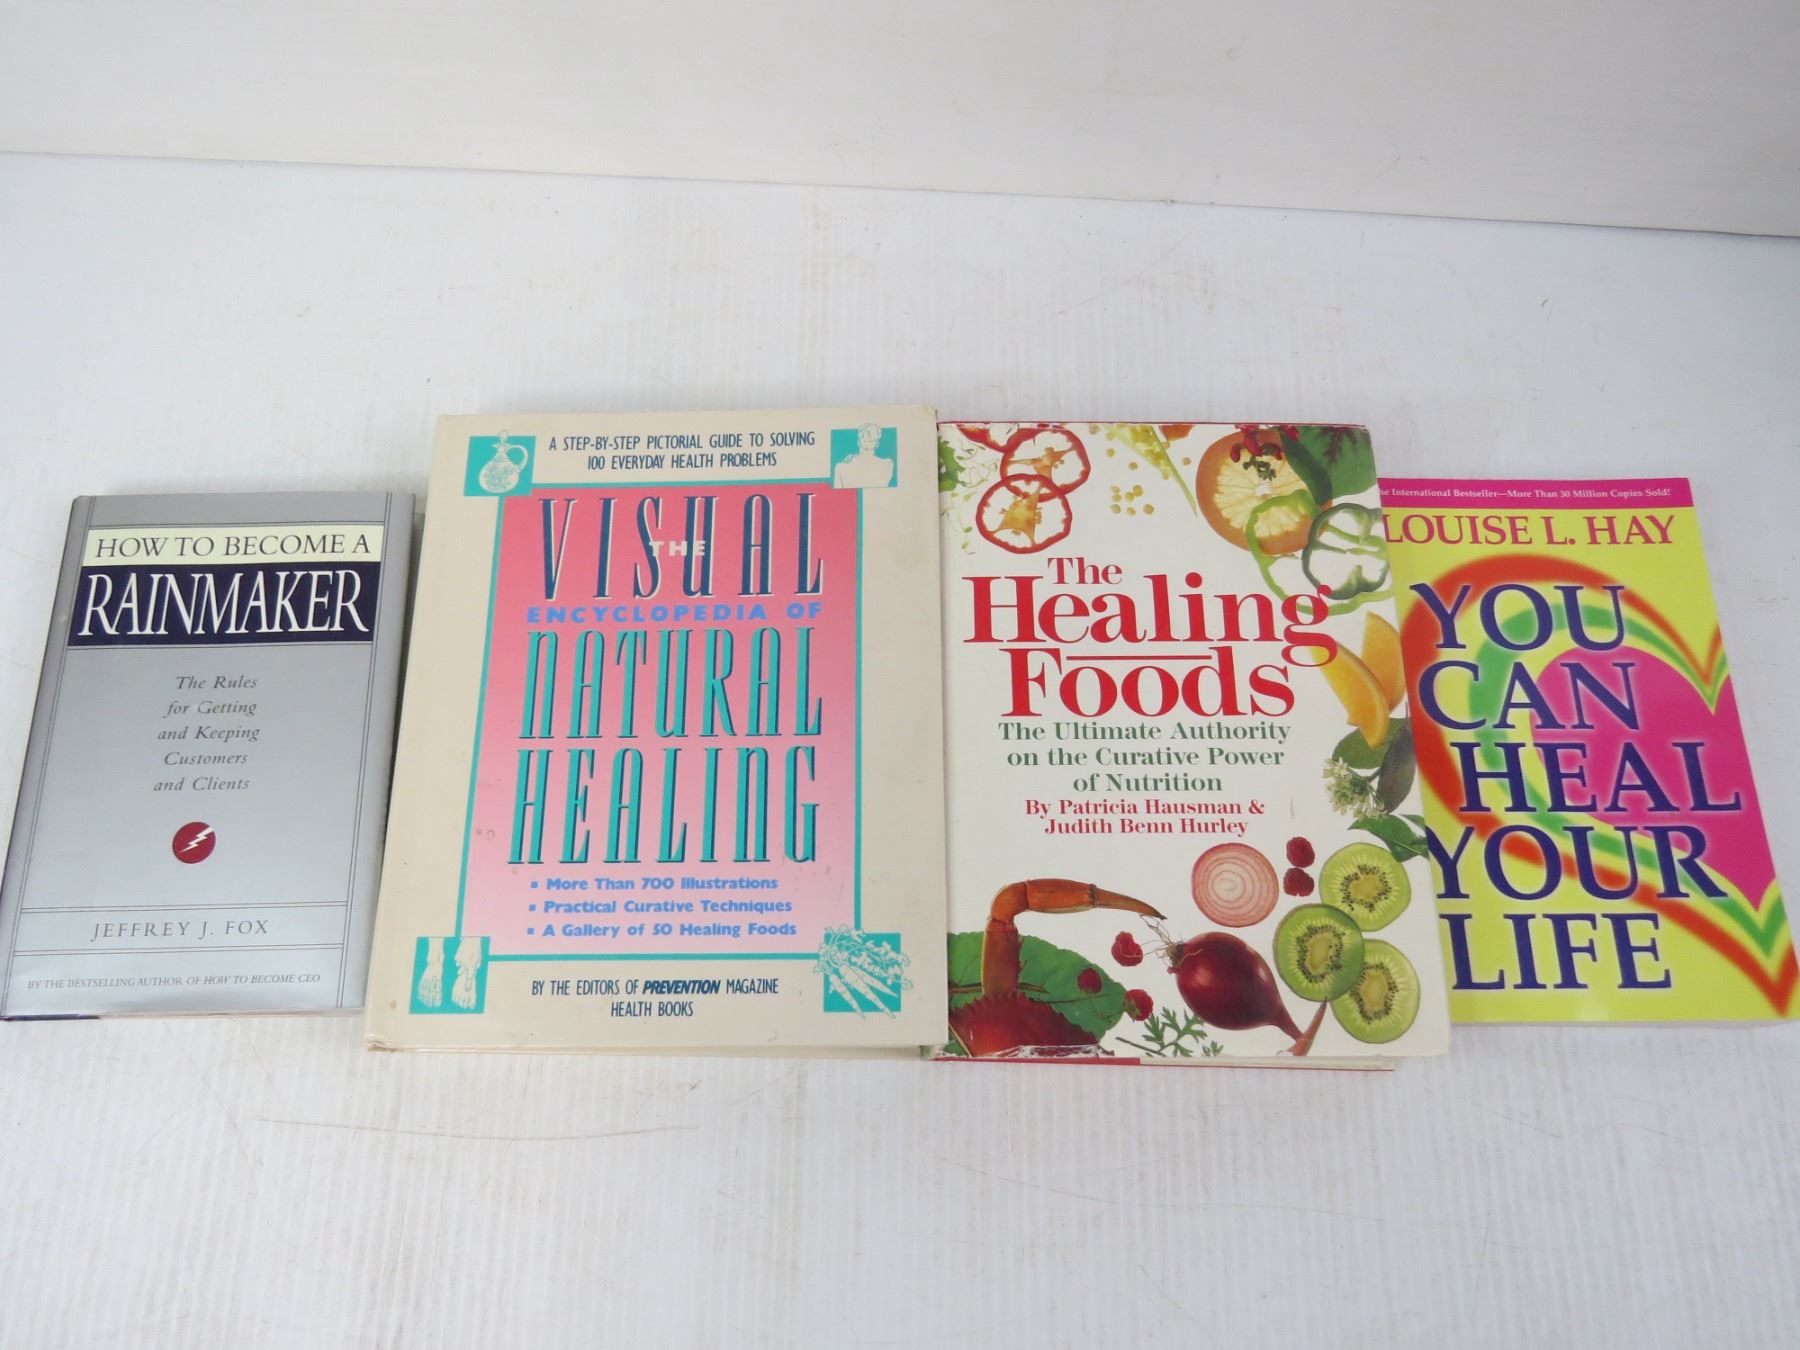 HOW TO BECOME A
RAINMAKER
The Rules
for Getting
and Keeping
Customers
and Clients
JEFFREY J. FOX
BY THE BESTSELLING AUTHOR OF HOW TO BECOME CEO
A STEP-BY-STEP PICTORIAL GUIDE TO SOLVING
100 EVERYDAY HEALTH PROBLEMS
THE
VISUAL
ENCYCLOPEDIA OF
NATURAL
HEALING
▪ More Than 700 Illustrations
▪ Practical Curative Techniques
▪ A Gallery of 50 Healing Foods
BY THE EDITORS OF PREVENTION MAGAZINE
HEALTH BOOKS
The
Healing
Foods
The Ultimate Authority
on the Curative Power
of Nutrition
By Patricia Hausman &
Judith Benn Hurley
International Bestseller—More Than 30 Million Copies Sold!
LOUISE L. HAY
YOU
CAN
HEAL
YOUR
LIFE